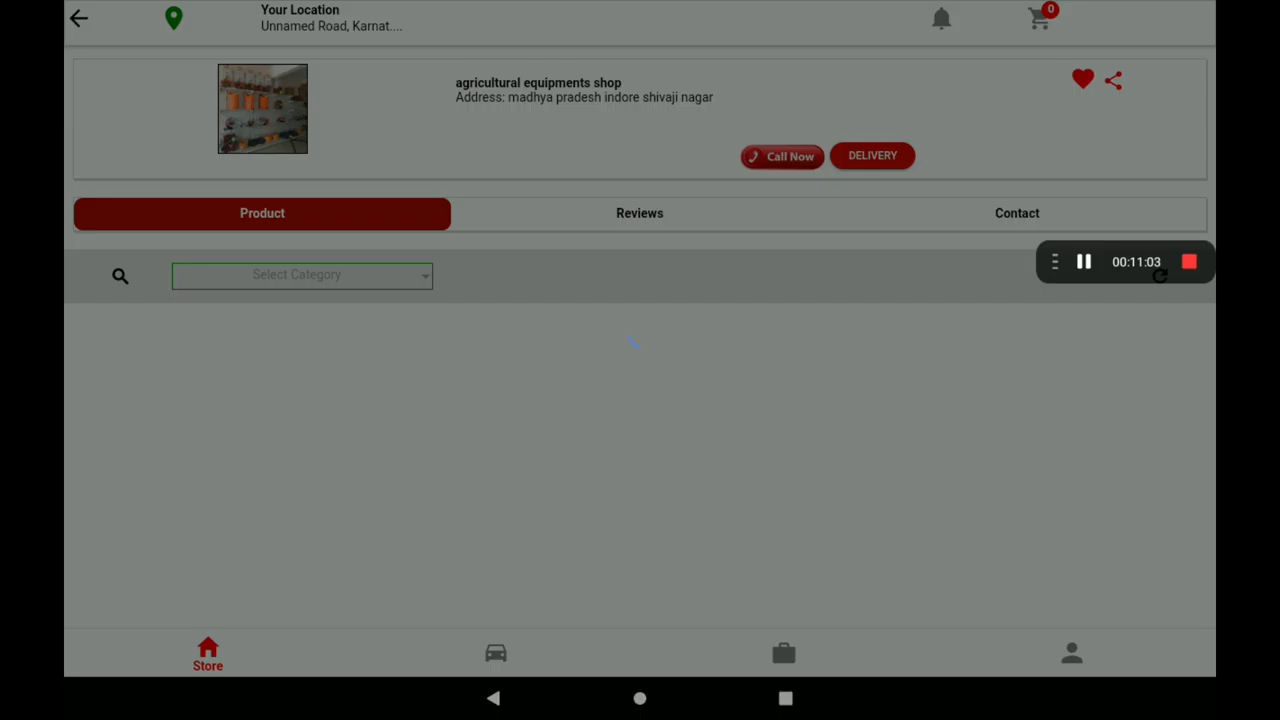 Your Location
Unnamed Road, Karnat....
0
agricultural equipments shop
Address: madhya pradesh indore shivaji nagar
Call Now
DELIVERY
Product
Reviews
Contact
Select Category
00:11:03
Store